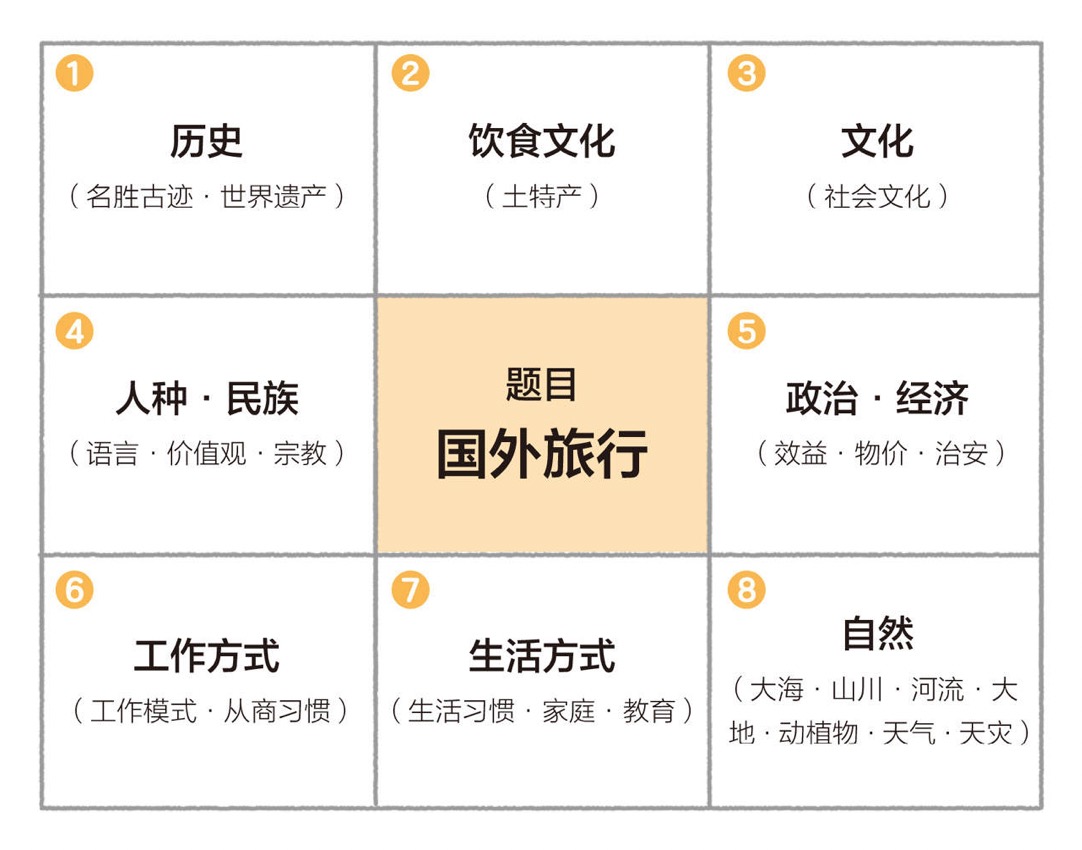 1
历史
（名胜古迹·世界遗产）
2
饮食文化
（土特产）
3
文化
（社会文化）
4
人种·民族
（语言·价值观·宗教）
题目
国外旅行
5
政治·经济
（效益·物价·治安）
6
工作方式
（工作模式·从商习惯）
7
生活方式
（生活习惯·家庭·教育）
8
自然
（大海·山川·河流·大
地·动植物·天气·天灾）